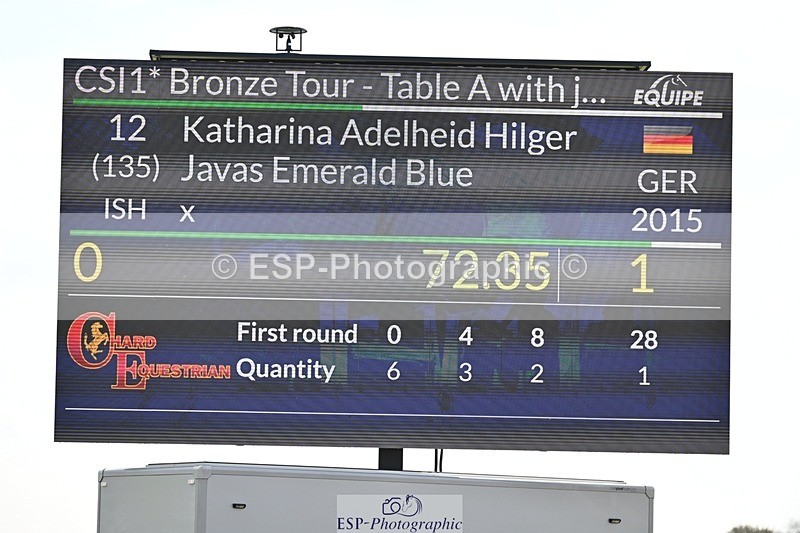 CSI1* Bronze Tour - Table A with j...
EQUIPE
12 Katharina Adelheid Hilger
(135) Javas Emerald Blue GER
ISH x 2015
0 72.35 1
© ESP-Photographic ©
CHARD EQUESTRIAN
First round 0 4 8 28
Quantity 6 3 2 1
ESP-Photographic